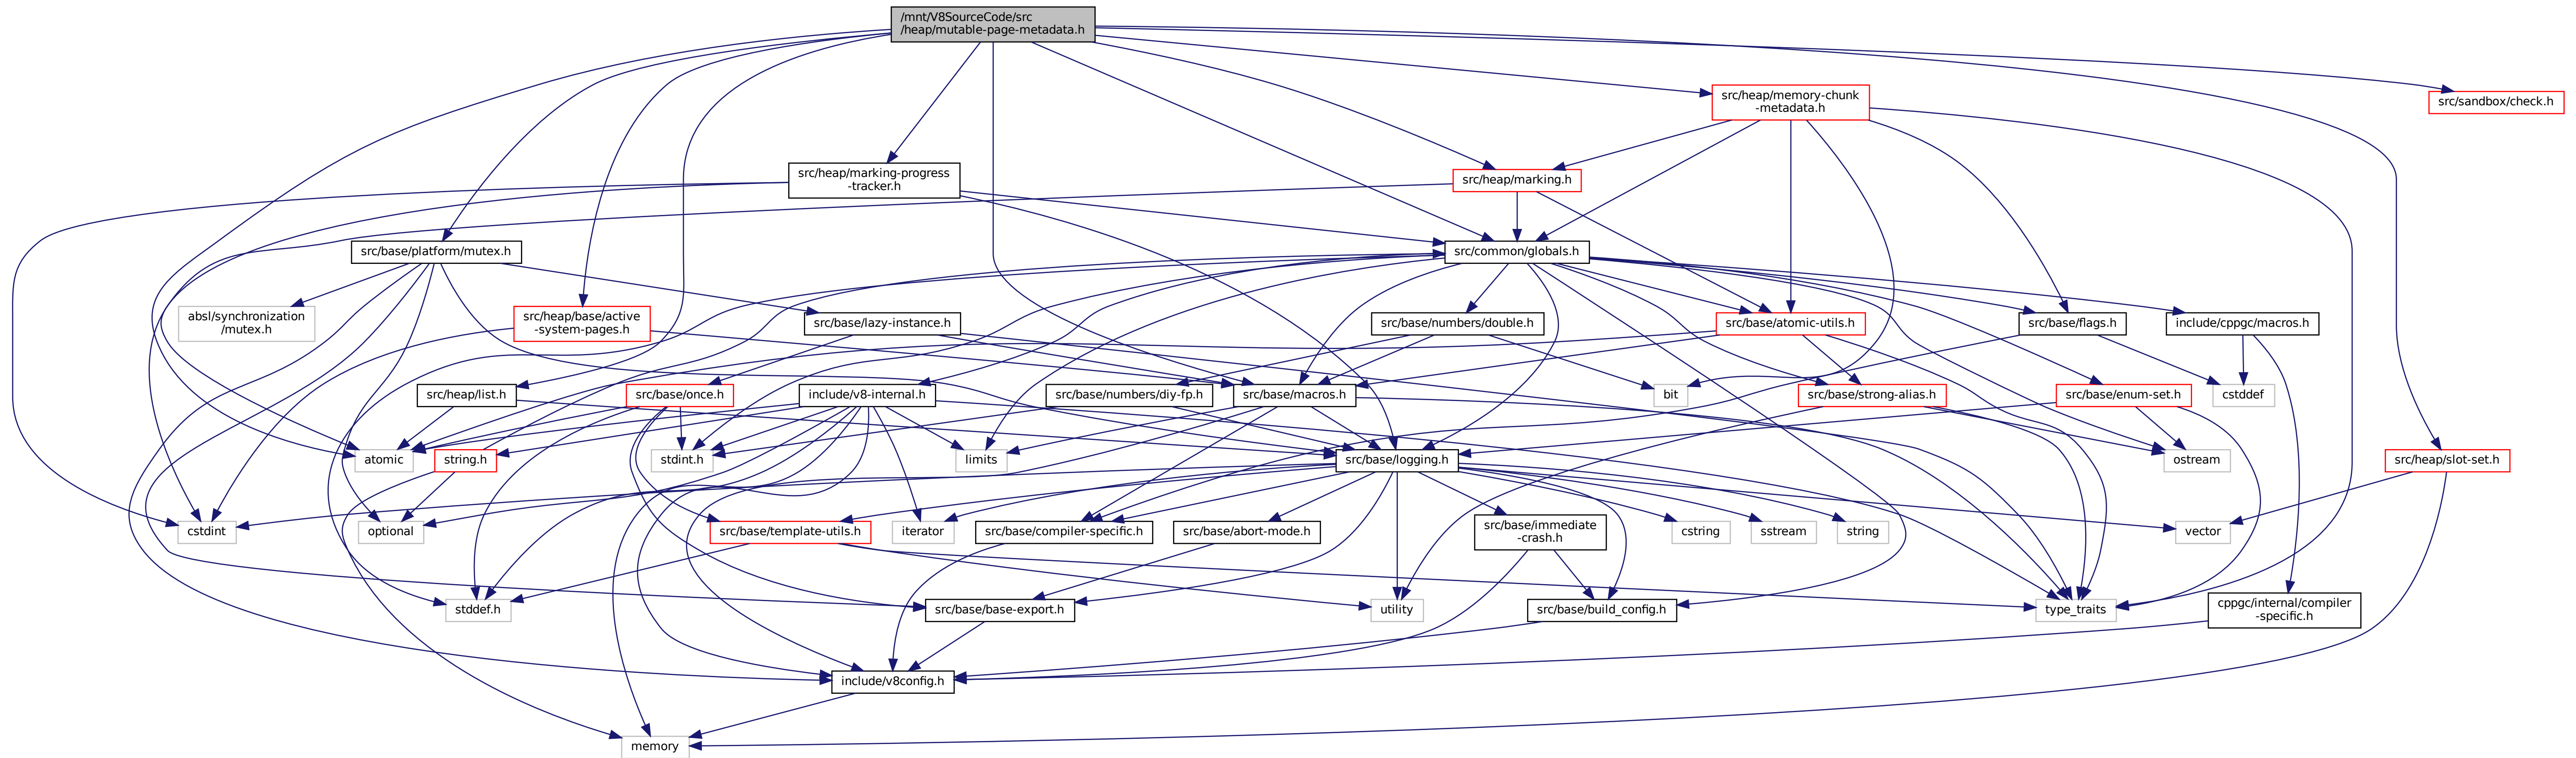 /mnt/V8SourceCode/src
/heap/mutable-page-metadata.h
src/heap/memory-chunk
-metadata.h
src/sandbox/check.h
src/heap/marking-progress
-tracker.h
src/heap/marking.h
src/base/platform/mutex.h
src/common/globals.h
absl/synchronization
/mutex.h
src/heap/base/active
-system-pages.h
src/base/lazy-instance.h
src/base/numbers/double.h
src/base/atomic-utils.h
src/base/flags.h
include/cppgc/macros.h
src/heap/list.h
src/base/once.h
include/v8-internal.h
src/base/numbers/diy-fp.h
src/base/macros.h
bit
src/base/strong-alias.h
src/base/enum-set.h
cstddef
atomic
string.h
stdint.h
limits
src/base/logging.h
ostream
src/heap/slot-set.h
cstdint
optional
src/base/template-utils.h
iterator
src/base/compiler-specific.h
src/base/abort-mode.h
src/base/immediate
-crash.h
cstring
sstream
string
vector
stddef.h
src/base/base-export.h
utility
src/base/build_config.h
type_traits
cppgc/internal/compiler
-specific.h
include/v8config.h
memory